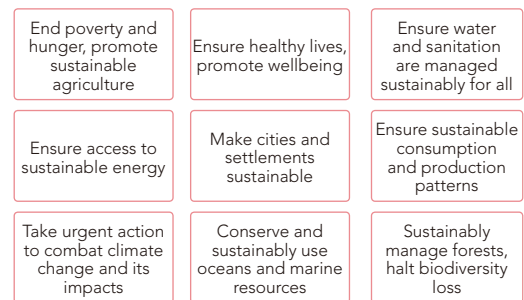 End poverty and
hunger, promote
sustainable
agriculture
Ensure healthy lives,
promote wellbeing
Ensure water
and sanitation
are managed
sustainably for all
Ensure access to
sustainable energy
Make cities and
settlements
sustainable
Ensure sustainable
consumption
and production
patterns
Take urgent action
to combat climate
change and its
impacts
Conserve and
sustainably use
oceans and marine
resources
Sustainably
manage forests,
halt biodiversity
loss